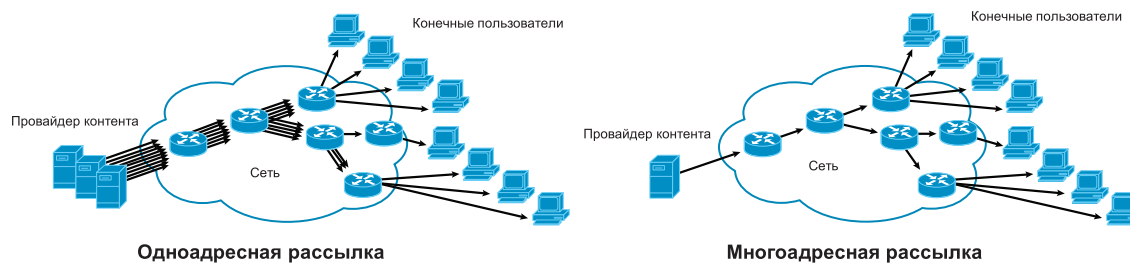 Конечные пользователи
Провайдер контента
Сеть
Одноадресная рассылка
Конечные пользователи
Провайдер контента
Сеть
Многоадресная рассылка